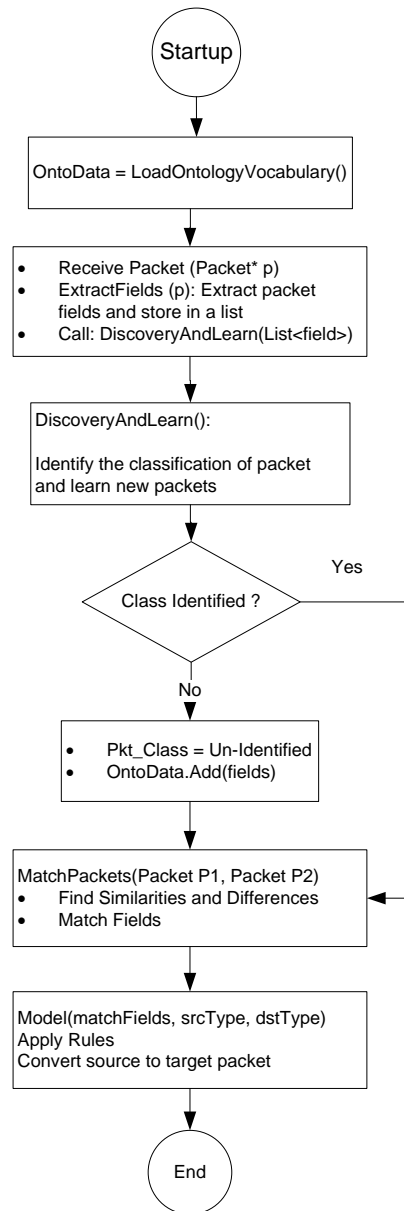 Startup
OntoData = LoadOntologyVocabulary()
• Receive Packet (Packet* p)
• ExtractFields (p): Extract packet
fields and store in a list
• Call: DiscoveryAndLearn(List<field>)
DiscoveryAndLearn():
Identify the classification of packet
and learn new packets
Yes
Class Identified ?
No
• Pkt_Class = Un-Identified
• OntoData.Add(fields)
MatchPackets(Packet P1, Packet P2)
• Find Similarities and Differences
• Match Fields
Model(matchFields, srcType, dstType)
Apply Rules
Convert source to target packet
End